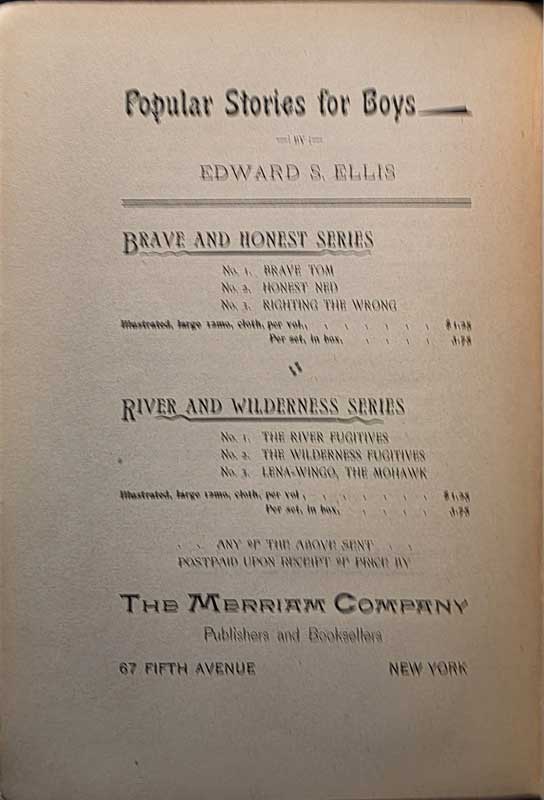 Popular Stories for Boys
BY
EDWARD S. ELLIS
BRAVE AND HONEST SERIES
No. 1. BRAVE TOM
No. 2. HONEST NED
No. 3. RIGHTING THE WRONG
Illustrated, large 12mo, cloth, per vol.,
Per set, in box,
RIVER AND WILDERNESS SERIES
No. 1. THE RIVER FUGITIVES
No. 2. THE WILDERNESS FUGITIVES
No. 3. LENA-WINGO, THE MOHAWK
Illustrated, large 12mo, cloth, per vol.,
Per set, in box,
ANY OF THE ABOVE SENT
POSTPAID UPON RECEIPT OF PRICE BY
THE MERRIAM COMPANY
Publishers and Booksellers
67 FIFTH AVENUE NEW YORK